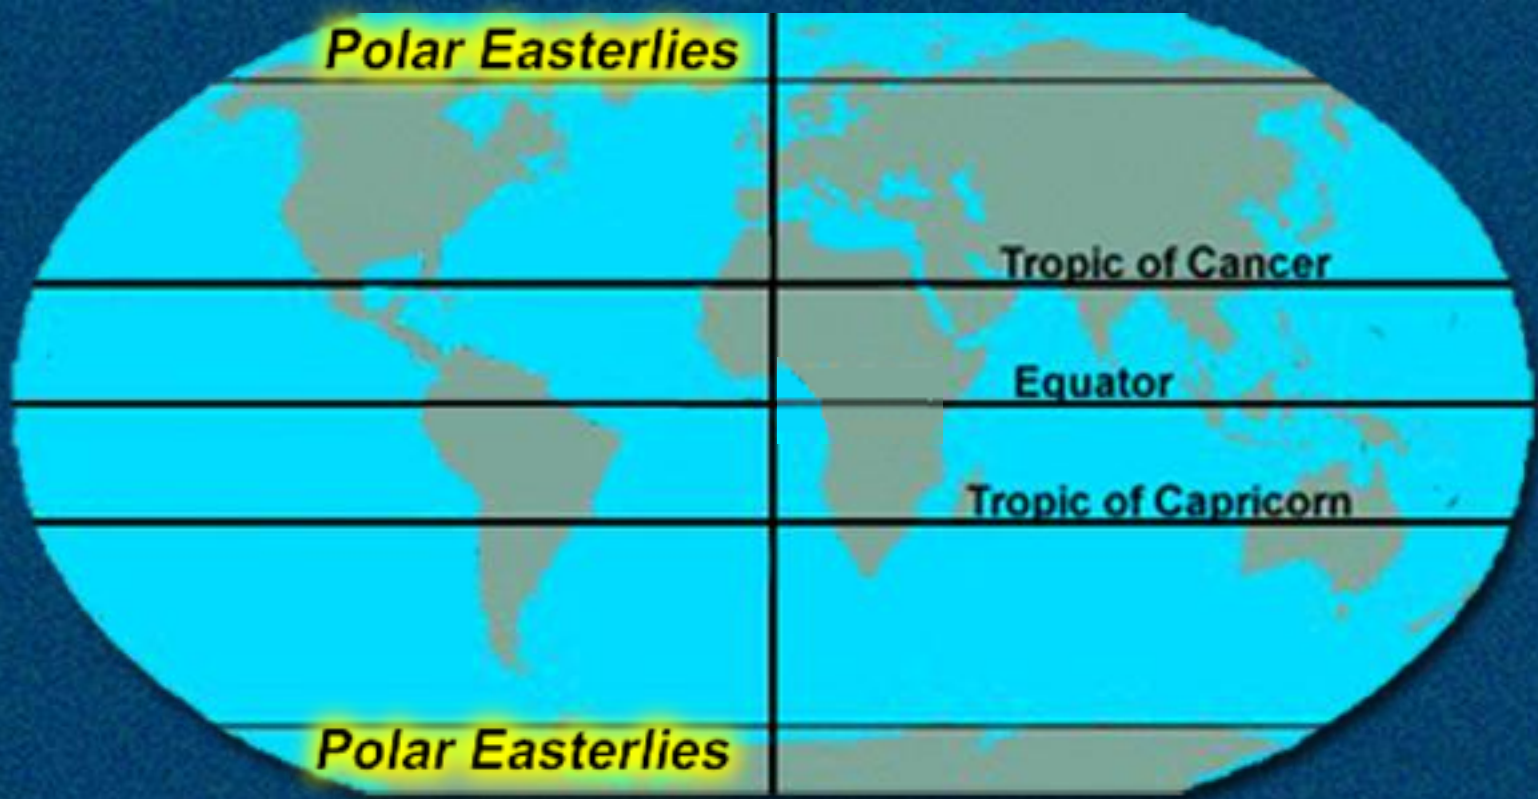 Polar Easterlies
Tropic of Cancer
Equator
Tropic of Capricorn
Polar Easterlies